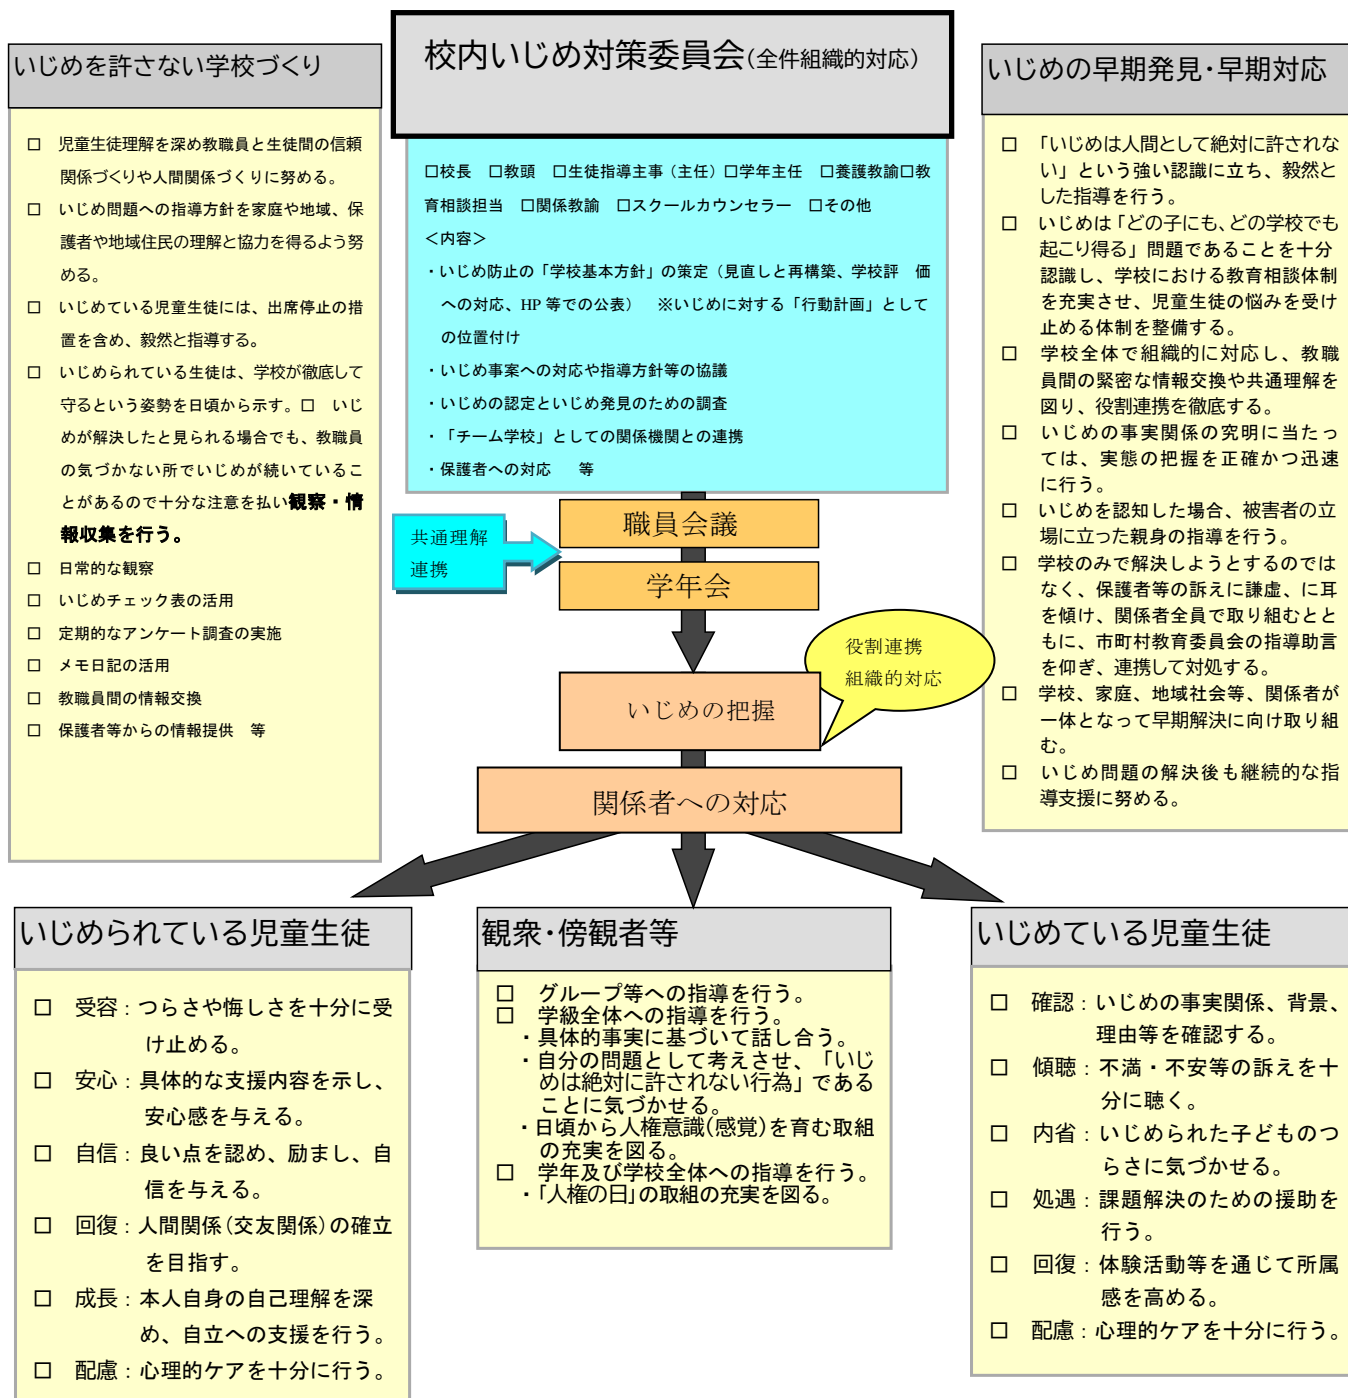 校内いじめ対策委員会(全件組織的対応)
□校長　□教頭　□生徒指導主事（主任）□学年主任　□養護教諭□教
育相談担当　□関係教諭　□スクールカウンセラー　□その他
＜内容＞
・いじめ防止の「学校基本方針」の策定（見直しと再構築、学校評　価
への対応、HP 等での公表）　※いじめに対する「行動計画」として
の位置付け
・いじめ事案への対応や指導方針等の協議
・いじめの認定といじめ発見のための調査
・「チーム学校」としての関係機関との連携
・保護者への対応　　等
いじめを許さない学校づくり
□　児童生徒理解を深め教職員と生徒間の信頼
関係づくりや人間関係づくりに努める。
□　いじめ問題への指導方針を家庭や地域、保
護者や地域住民の理解と協力を得るよう努
める。
□　いじめている児童生徒には、出席停止の措
置を含め、毅然と指導する。
□　いじめられている生徒は、学校が徹底して
守るという姿勢を日頃から示す。□　いじ
めが解決したと見られる場合でも、教職員
の気づかない所でいじめが続いているこ
とがあるので十分な注意を払い観察・情
報収集を行う。
□　日常的な観察
□　いじめチェック表の活用
□　定期的なアンケート調査の実施
□　メモ日記の活用
□　教職員間の情報交換
□　保護者等からの情報提供　等
いじめの早期発見・早期対応
□　「いじめは人間として絶対に許されな
い」という強い認識に立ち、毅然と
した指導を行う。
□　いじめは「どの子にも、どの学校でも
起こり得る」問題であることを十分
認識し、学校における教育相談体制
を充実させ、児童生徒の悩みを受け
止める体制を整備する。
□　学校全体で組織的に対応し、教職
員間の緊密な情報交換や共通理解を
図り、役割連携を徹底する。
□　いじめの事実関係の究明に当たっ
ては、実態の把握を正確かつ迅速
に行う。
□　いじめを認知した場合、被害者の立
場に立った親身の指導を行う。
□　学校のみで解決しようとするのでは
なく、保護者等の訴えに謙虚、に耳
を傾け、関係者全員で取り組むとと
もに、市町村教育委員会の指導助言
を仰ぎ、連携して対処する。
□　学校、家庭、地域社会等、関係者が
一体となって早期解決に向け取り組
む。
□　いじめ問題の解決後も継続的な指
導支援に努める。
共通理解
連携
職員会議
学年会
役割連携
組織的対応
いじめの把握
関係者への対応
いじめられている児童生徒
□　受容：つらさや悔しさを十分に受
け止める。
□　安心：具体的な支援内容を示し、
安心感を与える。
□　自信：良い点を認め、励まし、自
信を与える。
□　回復：人間関係(交友関係)の確立
を目指す。
□　成長：本人自身の自己理解を深
め、自立への支援を行う。
□　配慮：心理的ケアを十分に行う。
観衆・傍観者等
□　グループ等への指導を行う。
□　学級全体への指導を行う。
・具体的事実に基づいて話し合う。
・自分の問題として考えさせ、「いじ
めは絶対に許されない行為」である
ことに気づかせる。
・日頃から人権意識(感覚)を育む取組
の充実を図る。
□　学年及び学校全体への指導を行う。
・「人権の日」の取組の充実を図る。
いじめている児童生徒
□　確認：いじめの事実関係、背景、
理由等を確認する。
□　傾聴：不満・不安等の訴えを十
分に聴く。
□　内省：いじめられた子どものつ
らさに気づかせる。
□　処遇：課題解決のための援助を
行う。
□　回復：体験活動等を通じて所属
感を高める。
□　配慮：心理的ケアを十分に行う。